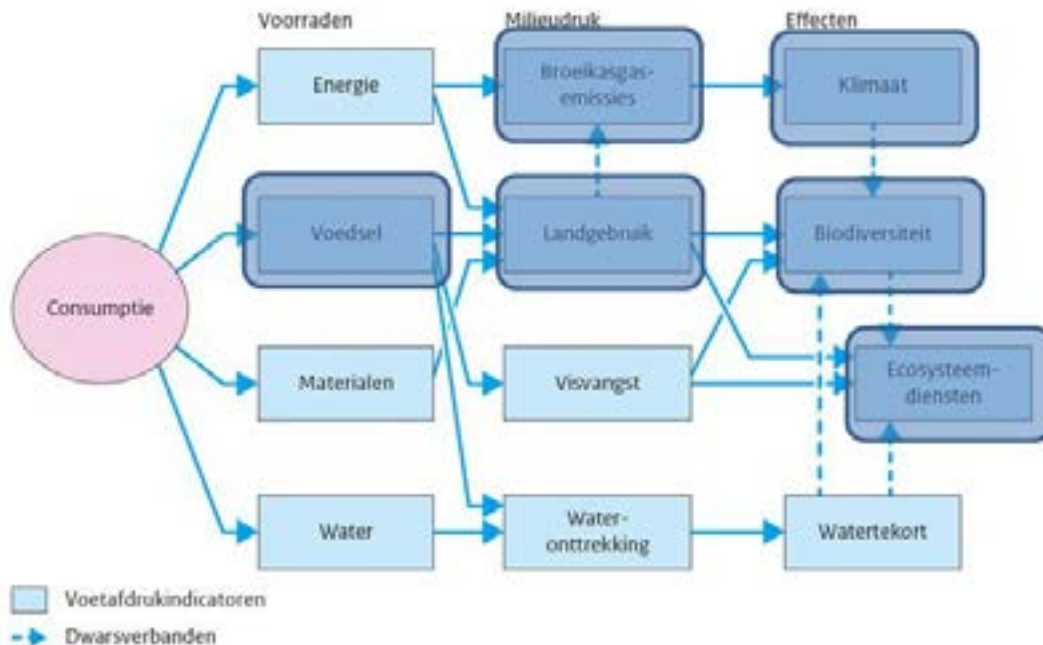 Voorraden Milieudruk Effecten
Energie
Broeikasgas-
emissies
Klimaat
Voedsel
Landgebruik
Biodiversiteit
Consumptie
Materialen
Visvangst
Ecosysteem-
diensten
Water
Water-
onttrekking
Watertekort
Voetafdrukindicatoren
Dwarsverbanden